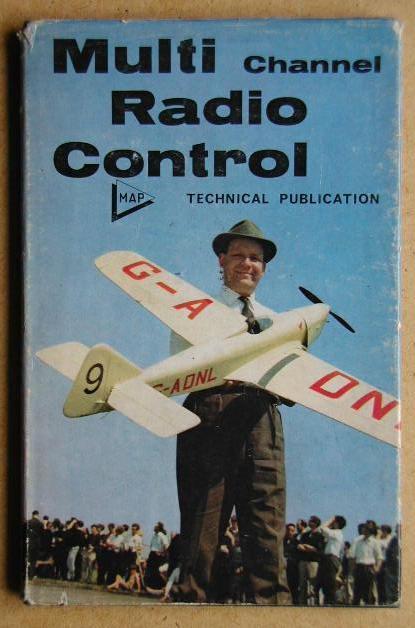 Multi Channel
Radio
Control
MAP
TECHNICAL PUBLICATION
G-A
DN
9
G-ADNL